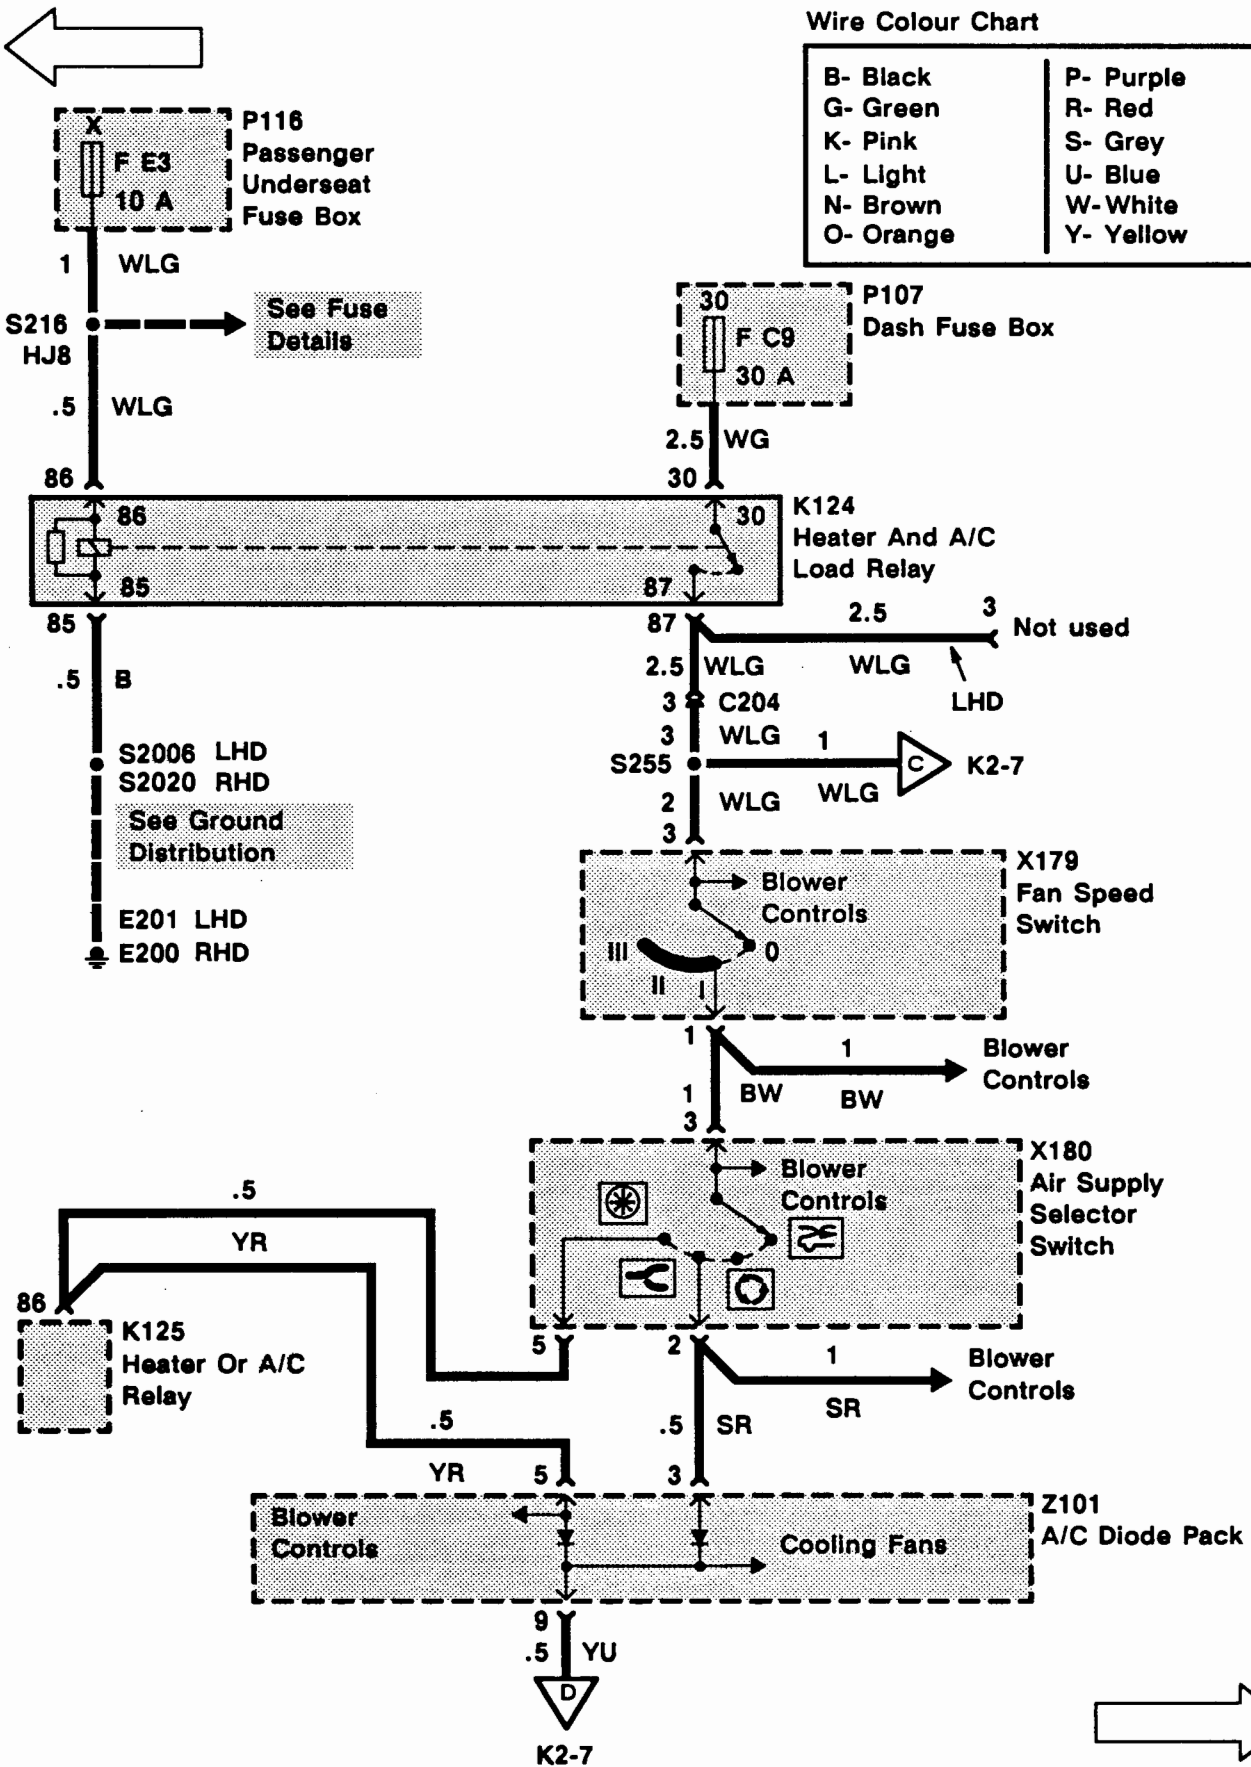 Wire Colour Chart
B- Black
G- Green
K- Pink
L- Light
N- Brown
O- Orange
P- Purple
R- Red
S- Grey
U- Blue
W- White
Y- Yellow
X
F E3
10 A
P116
Passenger
Underseat
Fuse Box
1 WLG
S216
HJ8
See Fuse
Details
.5 WLG
86
30
F C9
30 A
P107
Dash Fuse Box
2.5 WG
30
86
85
30
87
K124
Heater And A/C
Load Relay
85
.5 B
S2006 LHD
S2020 RHD
See Ground
Distribution
E201 LHD
E200 RHD
87
2.5
3
Not used
WLG
LHD
2.5 WLG
3 C204
3 WLG
S255
1
WLG
C
K2-7
2 WLG
3
Blower
Controls
III
II
I
0
X179
Fan Speed
Switch
1
1
BW
BW
Blower
Controls
1
3
Blower
Controls
X180
Air Supply
Selector
Switch
.5
YR
86
K125
Heater Or A/C
Relay
5
2
1
SR
Blower
Controls
.5 SR
.5
YR
5
3
Blower
Controls
Cooling Fans
Z101
A/C Diode Pack
9
.5 YU
D
K2-7